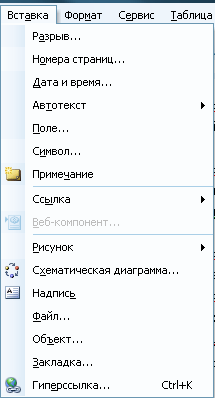 Вставка Формат Сервис Таблица
Разрыв...
Номера страниц...
Дата и время...
Автотекст
Поле...
Символ...
Примечание
Ссылка
Веб-компонент...
Рисунок
Схематическая диаграмма...
Надпись
Файл...
Объект...
Закладка...
Гиперссылка... Ctrl+K